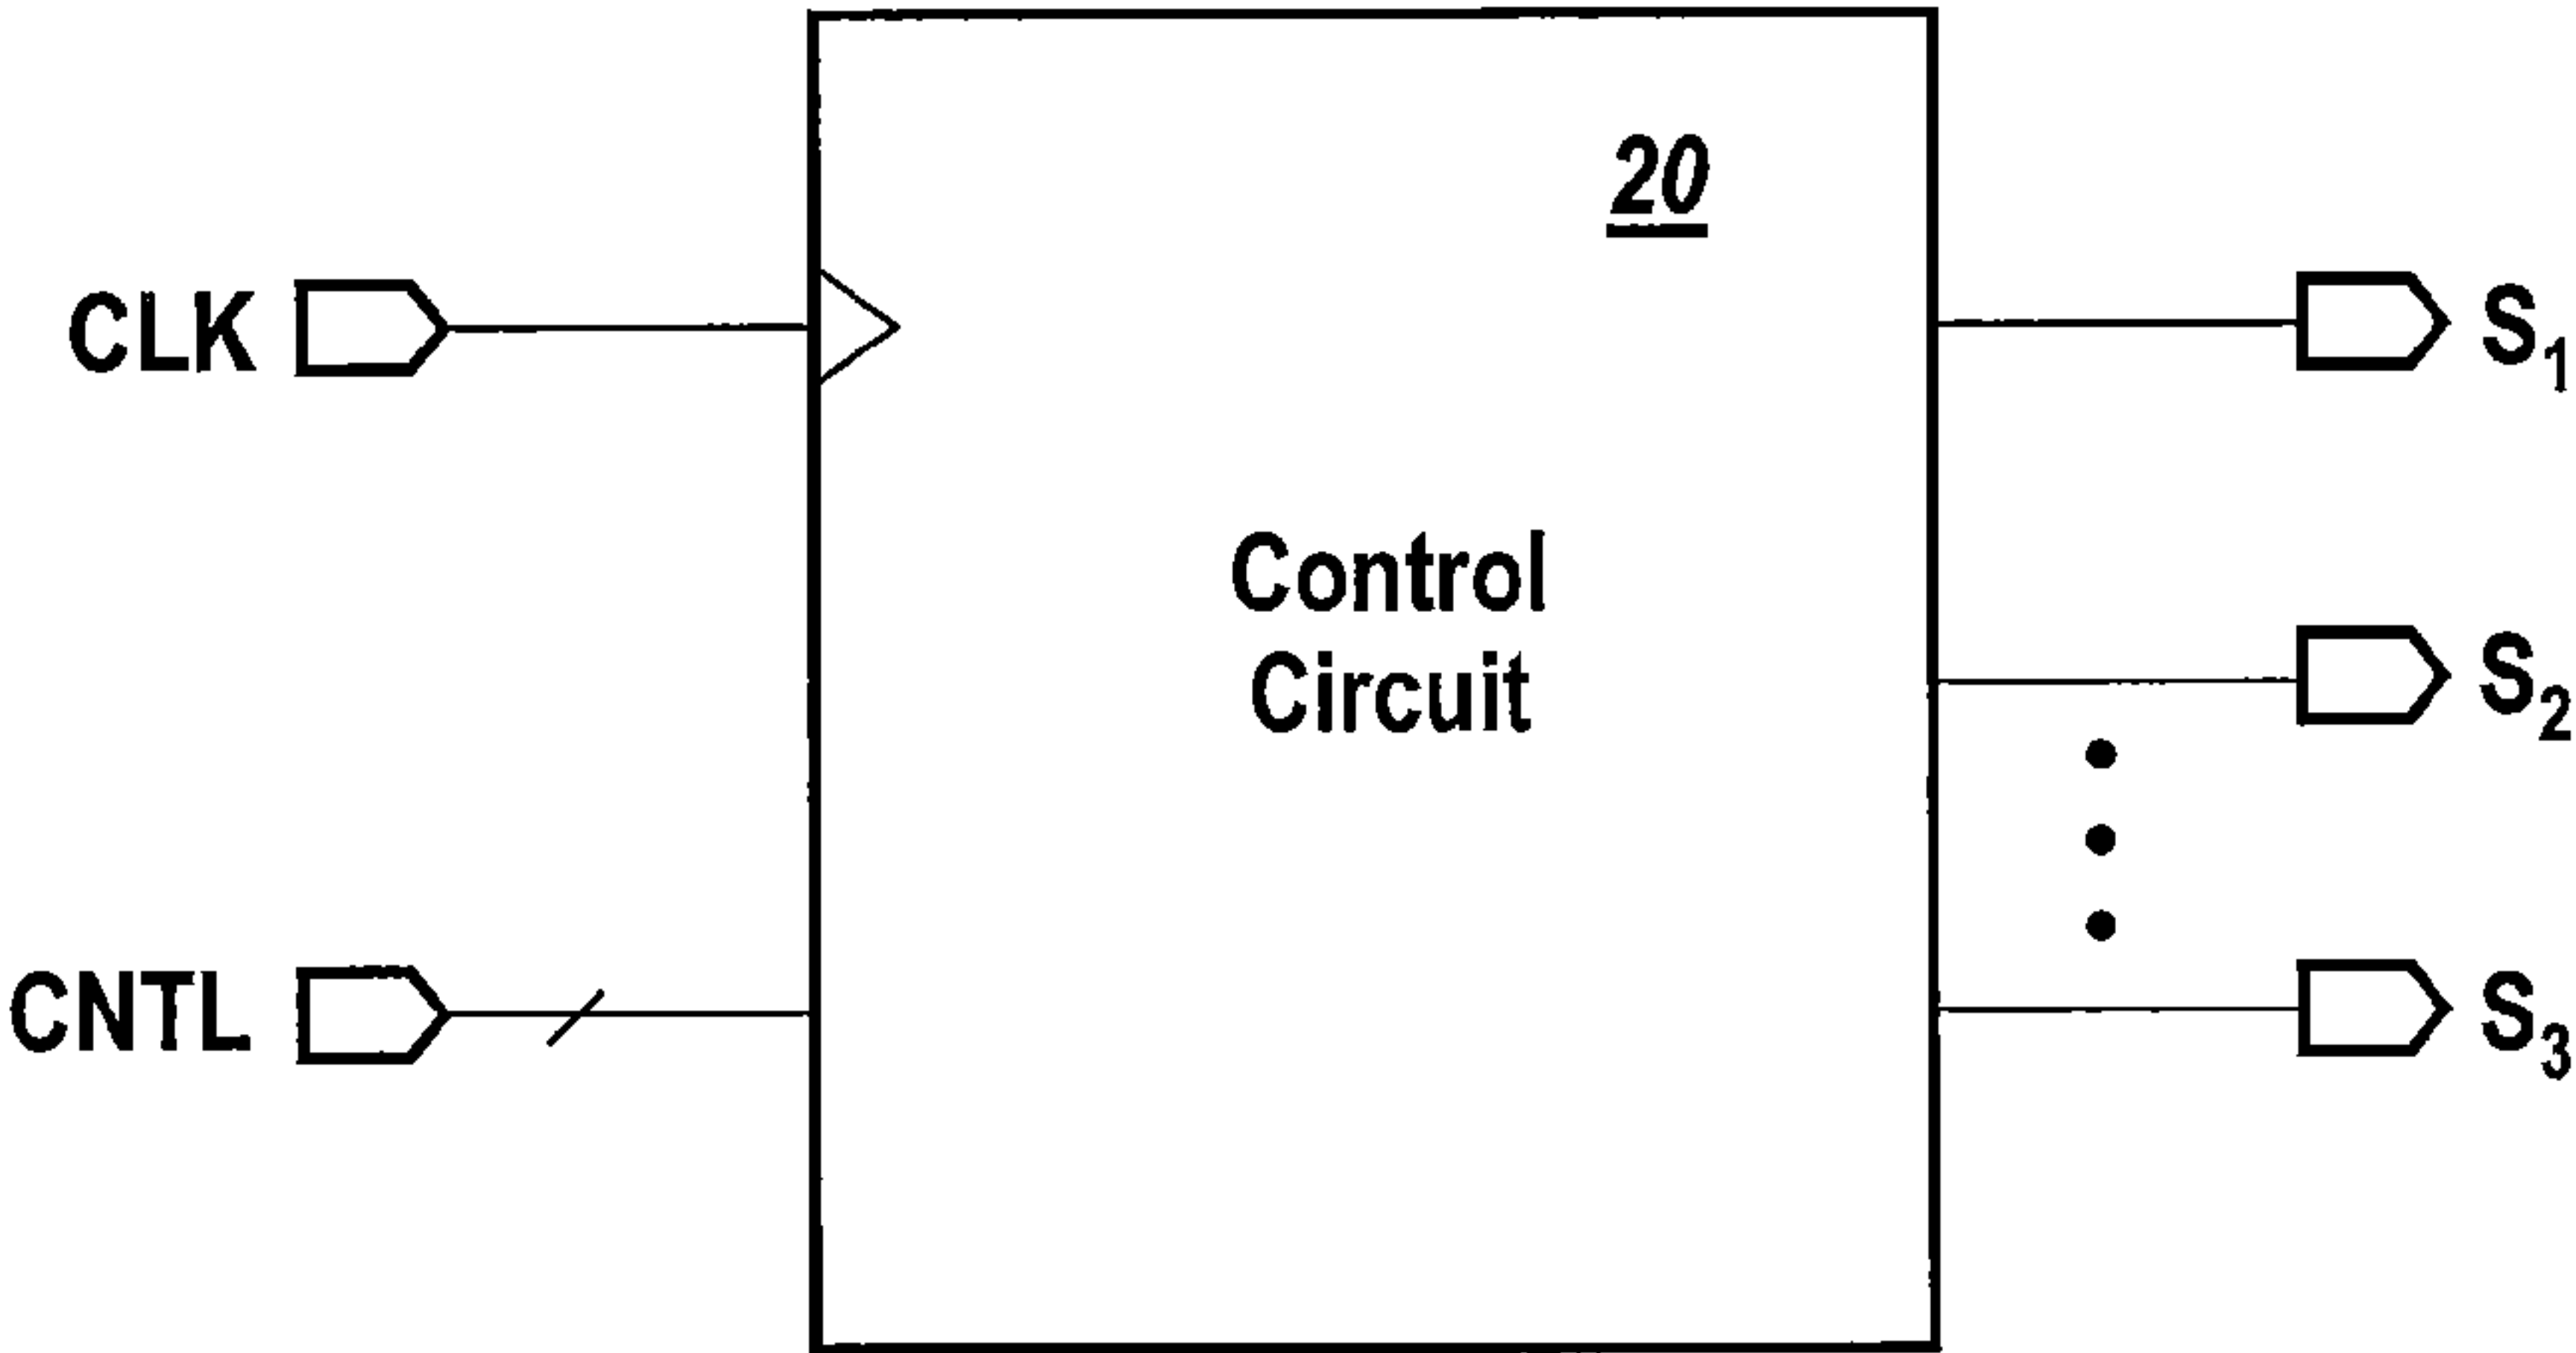 20
CLK
S1
Control
Circuit
S2
CNTL
S3